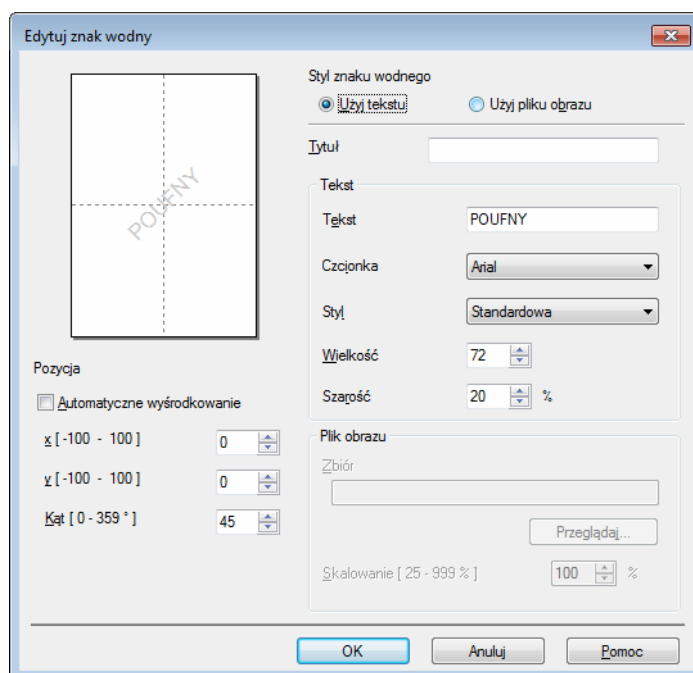 Edytuj znak wodny
POUFNY
Styl znaku wodnego
Użyj tekstu Użyj pliku obrazu
Tytuł
Tekst
Tekst POUFNY
Czcionka Arial
Styl Standardowa
Wielkość 72
Szarość 20 %
Pozycja
Automatyczne wyśrodkowanie
x [ -100 - 100 ] 0
y [ -100 - 100 ] 0
Kąt [ 0 - 359 ° ] 45
Plik obrazu
Zbiór
Przeglądaj...
Skalowanie [ 25 - 999 % ] 100 %
OK Anuluj Pomoc